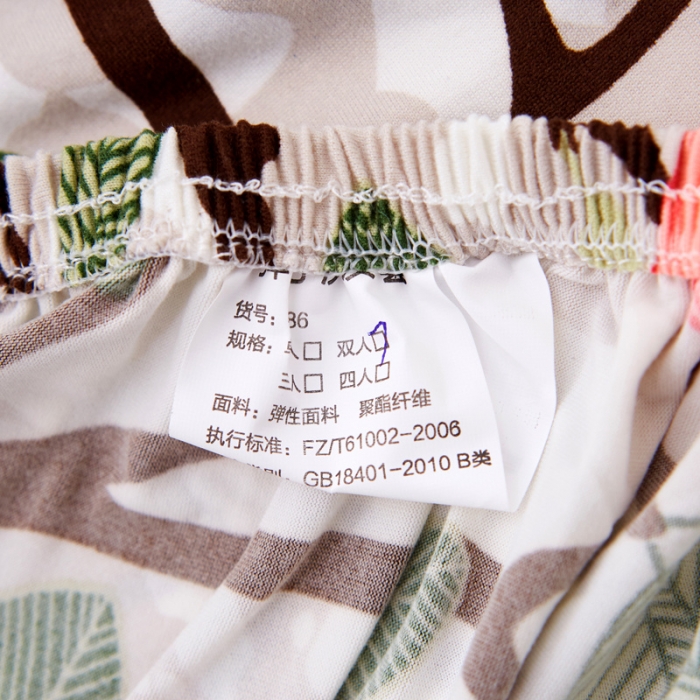 货号：86
规格： 人□ 双人□
三人□ 四人□
面料：弹性面料 聚酯纤维
执行标准：FZ/T61002-2006
GB18401-2010 B类